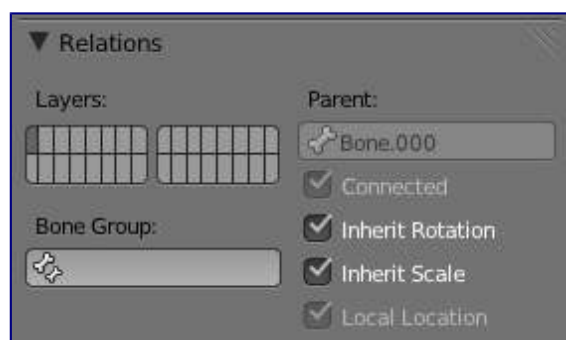 Relations
Layers:
Parent:
Bone.000
Connected
Bone Group:
Inherit Rotation
Inherit Scale
Local Location